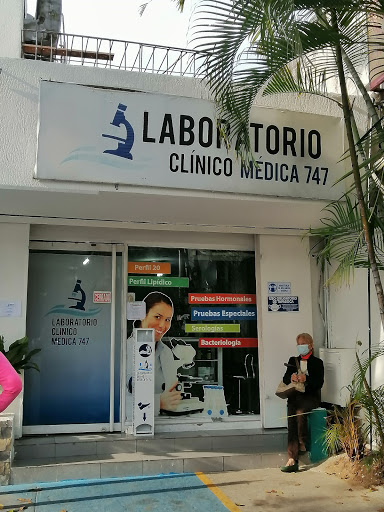 LABORATORIO
CLÍNICO MÉDICA 747
Perfil 20
Perfil Lipídico
Pruebas Hormonales
Pruebas Especiales
Serologías
Bacteriología
LABORATORIO
CLÍNICO
MÉDICA 747